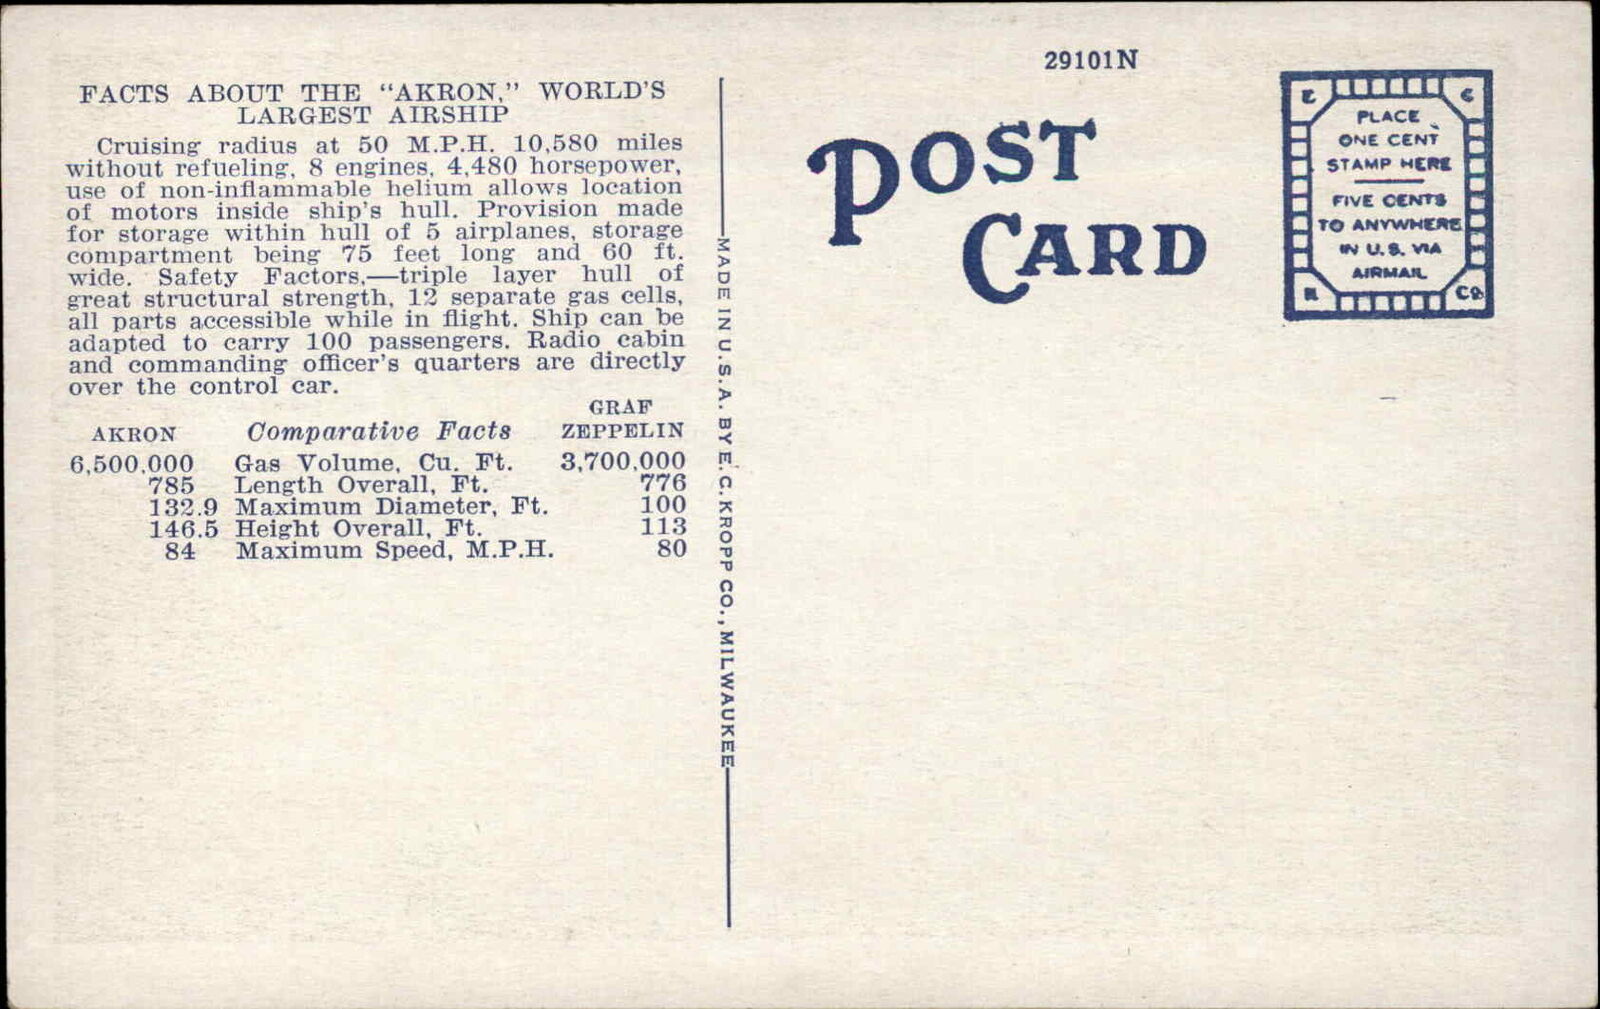 FACTS ABOUT THE “AKRON,” WORLD'S
LARGEST AIRSHIP
Cruising radius at 50 M.P.H. 10,580 miles
without refueling, 8 engines, 4,480 horsepower,
use of non-inflammable helium allows location
of motors inside ship's hull. Provision made
for storage within hull of 5 airplanes, storage
compartment being 75 feet long and 60 ft.
wide. Safety Factors,—triple layer hull of
great structural strength, 12 separate gas cells,
all parts accessible while in flight. Ship can be
adapted to carry 100 passengers. Radio cabin
and commanding officer's quarters are directly
over the control car.
GRAF
AKRON Comparative Facts ZEPPELIN
6,500,000 Gas Volume, Cu. Ft. 3,700,000
785 Length Overall, Ft. 776
132.9 Maximum Diameter, Ft. 100
146.5 Height Overall, Ft. 113
84 Maximum Speed, M.P.H. 80
MADE IN U.S.A. BY E. C. KROPP CO., MILWAUKEE
29101N
POST
CARD
E C
PLACE
ONE CENT
STAMP HERE
FIVE CENTS
TO ANYWHERE
IN U.S. VIA
AIRMAIL
K Co